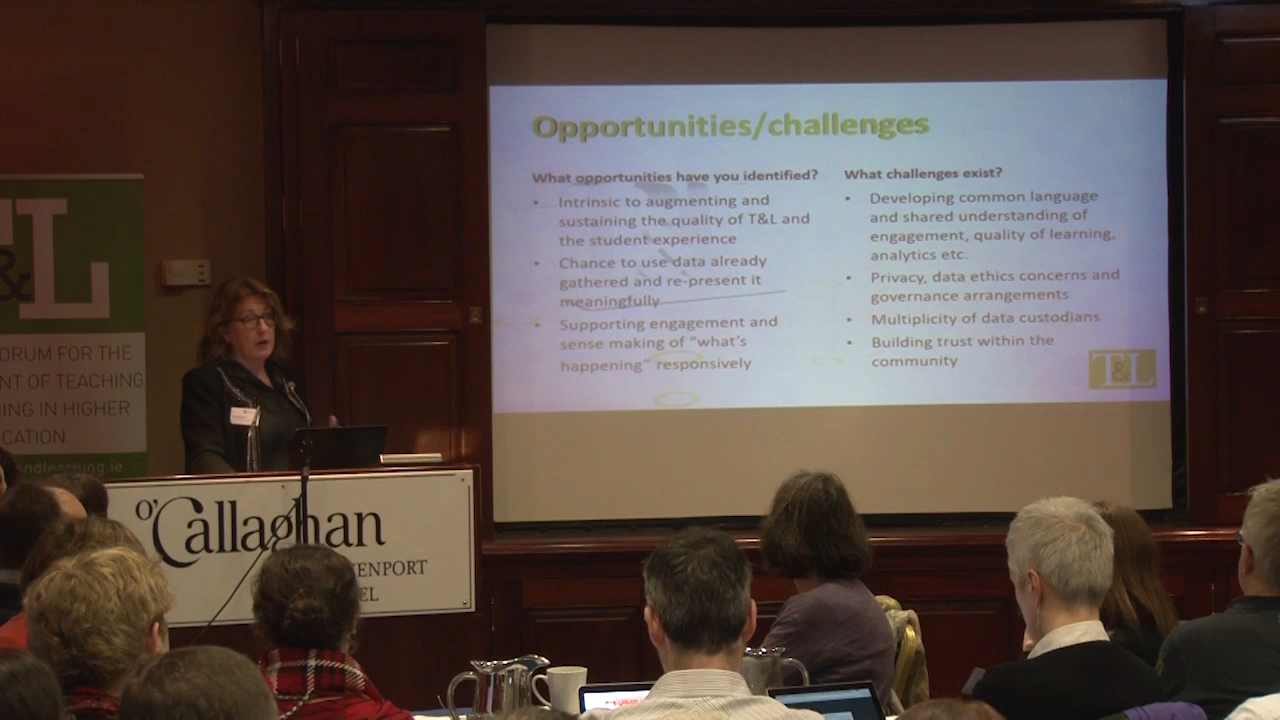 Opportunities/challenges
What opportunities have you identified?
• Intrinsic to augmenting and
sustaining the quality of T&L and
the student experience
• Chance to use data already
gathered and re-present it
meaningfully
• Supporting engagement and
sense making of "what's
happening" responsively
What challenges exist?
• Developing common language
and shared understanding of
engagement, quality of learning,
analytics etc.
• Privacy, data ethics concerns and
governance arrangements
• Multiplicity of data custodians
• Building trust within the
community
T&L
&L
ORUM FOR THE
NT OF TEACHING
ING IN HIGHER
CATION
O'Callaghan
ENPORT
EL